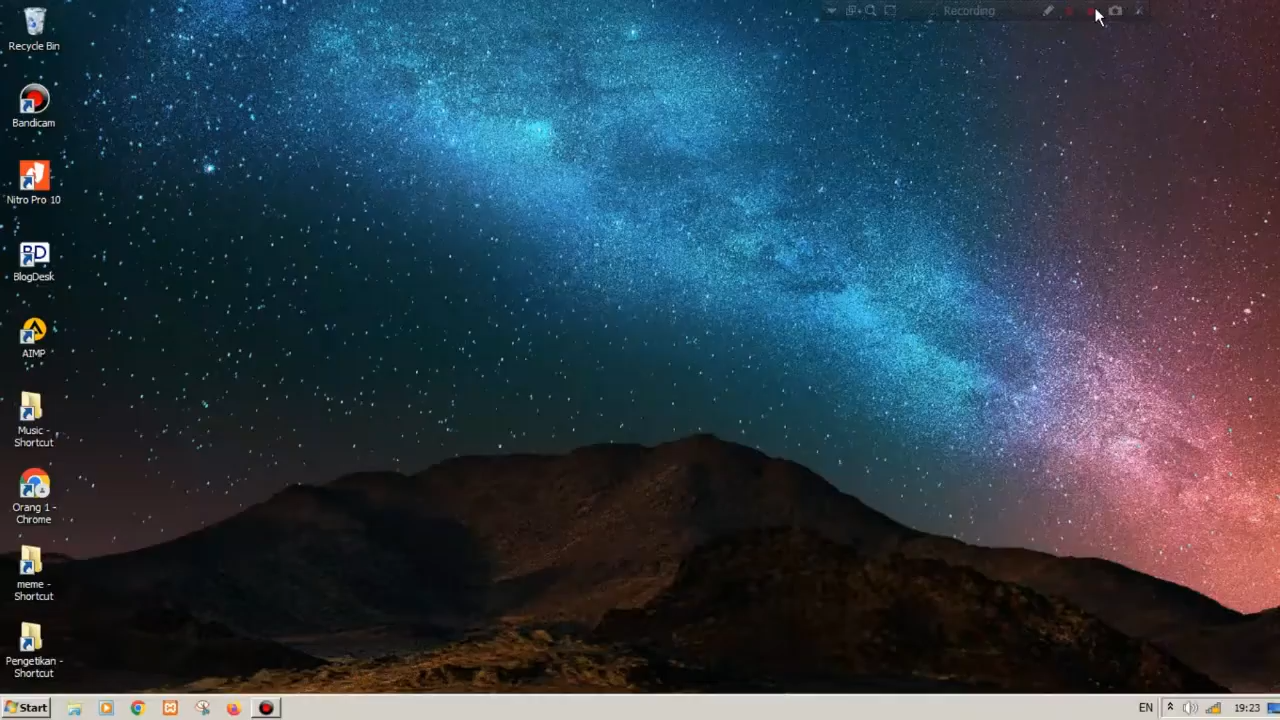 Recording
Recycle Bin
Bandicam
Nitro Pro 10
BD
BlogDesk
AIMP
Music -
Shortcut
Orang 1 -
Chrome
meme -
Shortcut
Pengetikan -
Shortcut
Start
EN
19:23